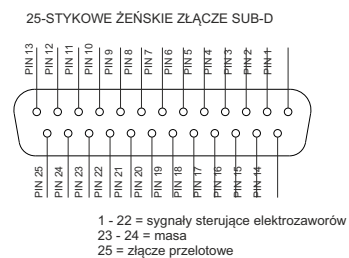 25-STYKOWE ŻEŃSKIE ZŁĄCZE SUB-D
PIN 13 PIN 12 PIN 11 PIN 10 PIN 9 PIN 8 PIN 7 PIN 6 PIN 5 PIN 4 PIN 3 PIN 2 PIN 1
PIN 25 PIN 24 PIN 23 PIN 22 PIN 21 PIN 20 PIN 19 PIN 18 PIN 17 PIN 16 PIN 15 PIN 14
1 - 22 = sygnały sterujące elektrozaworów
23 - 24 = masa
25 = złącze przelotowe